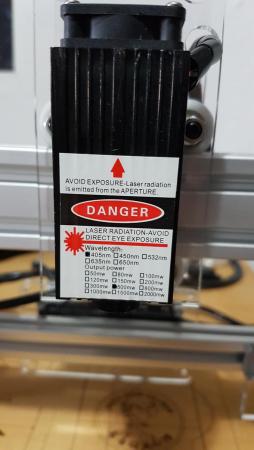 AVOID EXPOSURE-Laser radiation
is emitted from the APERTURE.
DANGER
LASER RADIATION-AVOID
DIRECT EYE EXPOSURE
Wavelength:
■405nm □450nm □532nm
□635nm □650nm
Output power
□50mw □80mw □100mw
□120mw □150mw □200mw
□300mw ■500mw □800mw
□1000mw □1500mw □2000mw